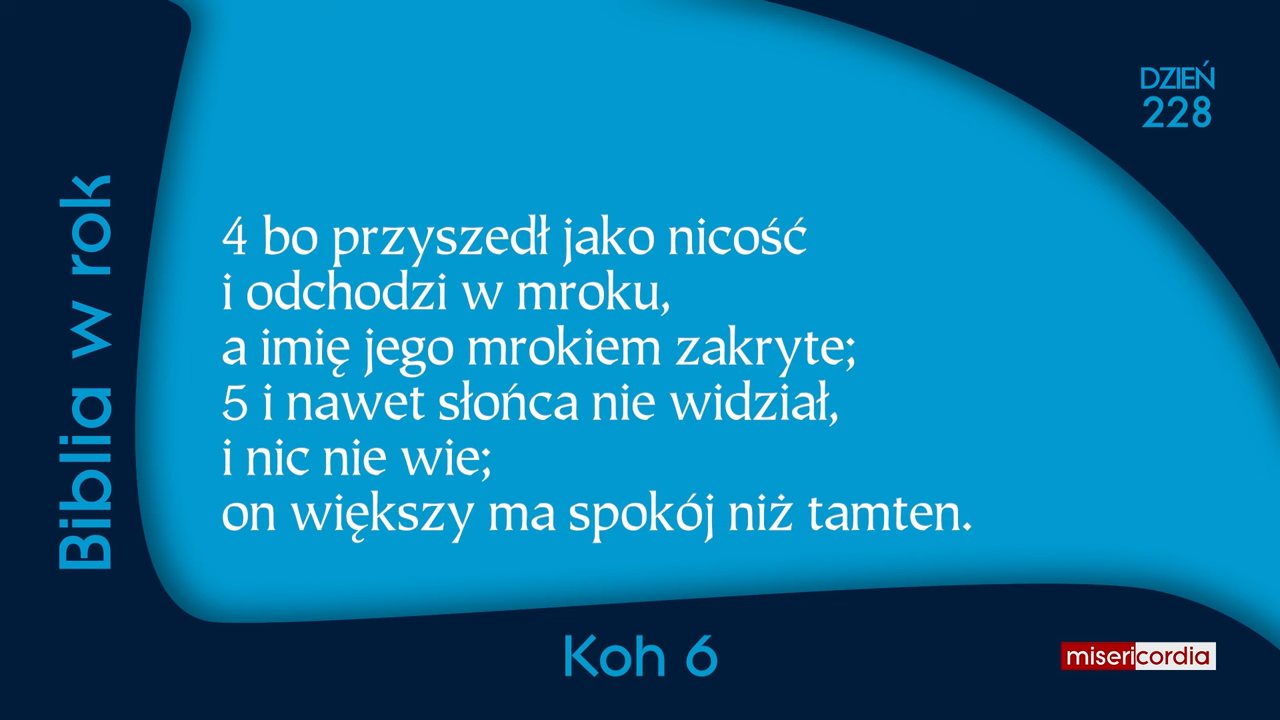 DZIEŃ
228
Biblia w rok
4 bo przyszedł jako nicość
i odchodzi w mroku,
a imię jego mrokiem zakryte;
5 i nawet słońca nie widział,
i nic nie wie;
on większy ma spokój niż tamten.
Koh 6
misericordia